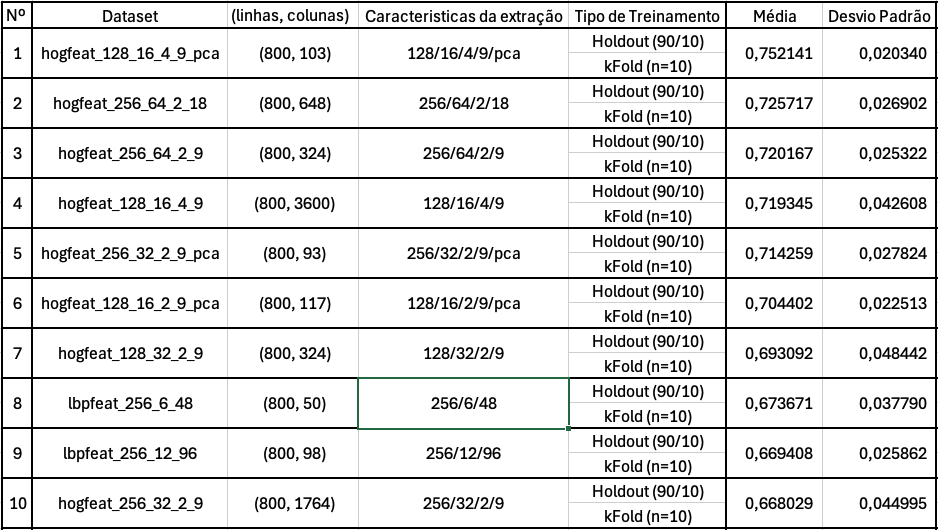 Nº Dataset (linhas, colunas) Caracteristicas da extração Tipo de Treinamento Média Desvio Padrão
1 hogfeat_128_16_4_9_pca (800, 103) 128/16/4/9/pca Holdout (90/10) kFold (n=10) 0,752141 0,020340
2 hogfeat_256_64_2_18 (800, 648) 256/64/2/18 Holdout (90/10) kFold (n=10) 0,725717 0,026902
3 hogfeat_256_64_2_9 (800, 324) 256/64/2/9 Holdout (90/10) kFold (n=10) 0,720167 0,025322
4 hogfeat_128_16_4_9 (800, 3600) 128/16/4/9 Holdout (90/10) kFold (n=10) 0,719345 0,042608
5 hogfeat_256_32_2_9_pca (800, 93) 256/32/2/9/pca Holdout (90/10) kFold (n=10) 0,714259 0,027824
6 hogfeat_128_16_2_9_pca (800, 117) 128/16/2/9/pca Holdout (90/10) kFold (n=10) 0,704402 0,022513
7 hogfeat_128_32_2_9 (800, 324) 128/32/2/9 Holdout (90/10) kFold (n=10) 0,693092 0,048442
8 lbpfeat_256_6_48 (800, 50) 256/6/48 Holdout (90/10) kFold (n=10) 0,673671 0,037790
9 lbpfeat_256_12_96 (800, 98) 256/12/96 Holdout (90/10) kFold (n=10) 0,669408 0,025862
10 hogfeat_256_32_2_9 (800, 1764) 256/32/2/9 Holdout (90/10) kFold (n=10) 0,668029 0,044995